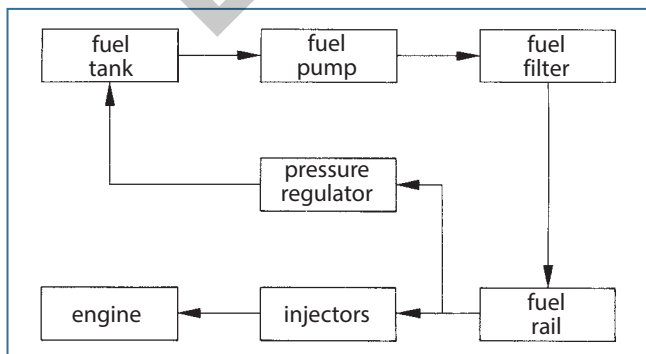 fuel
tank
fuel
pump
fuel
filter
pressure
regulator
engine
injectors
fuel
rail